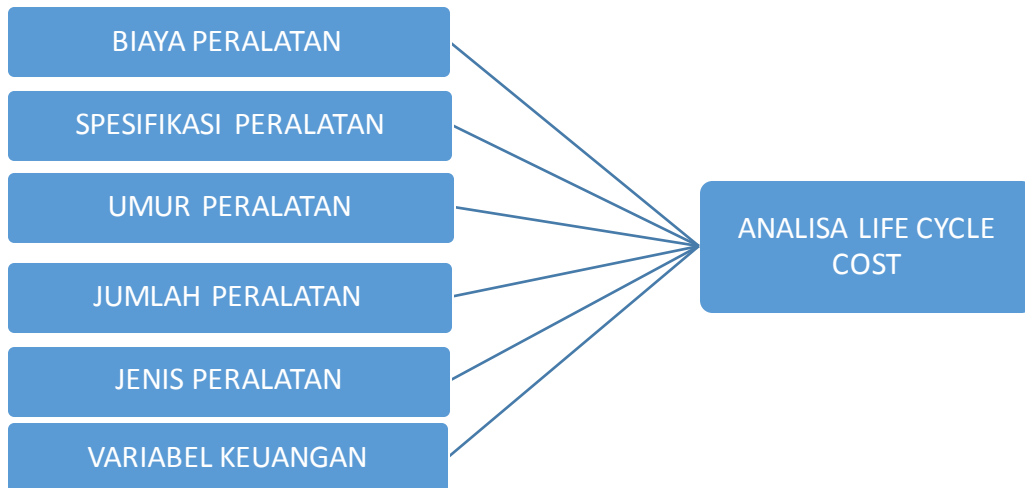 BIAYA PERALATAN
SPESIFIKASI PERALATAN
UMUR PERALATAN
JUMLAH PERALATAN
JENIS PERALATAN
VARIABEL KEUANGAN
ANALISA LIFE CYCLE
COST